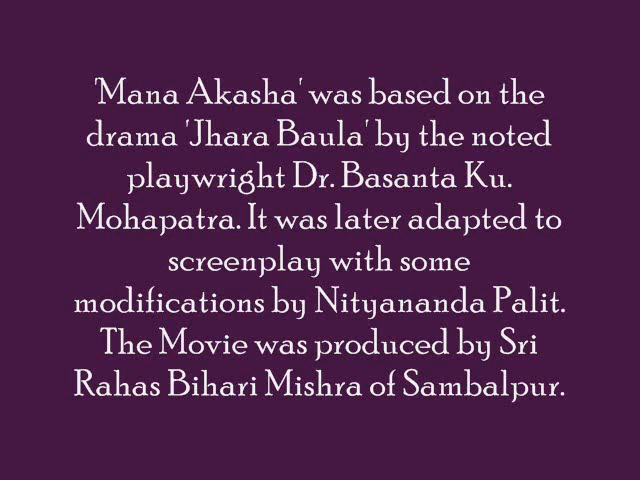 'Mana Akasha' was based on the
drama 'Jhara Baula' by the noted
playwright Dr. Basanta Ku.
Mohapatra. It was later adapted to
screenplay with some
modifications by Nityananda Palit.
The Movie was produced by Sri
Rahas Bihari Mishra of Sambalpur.